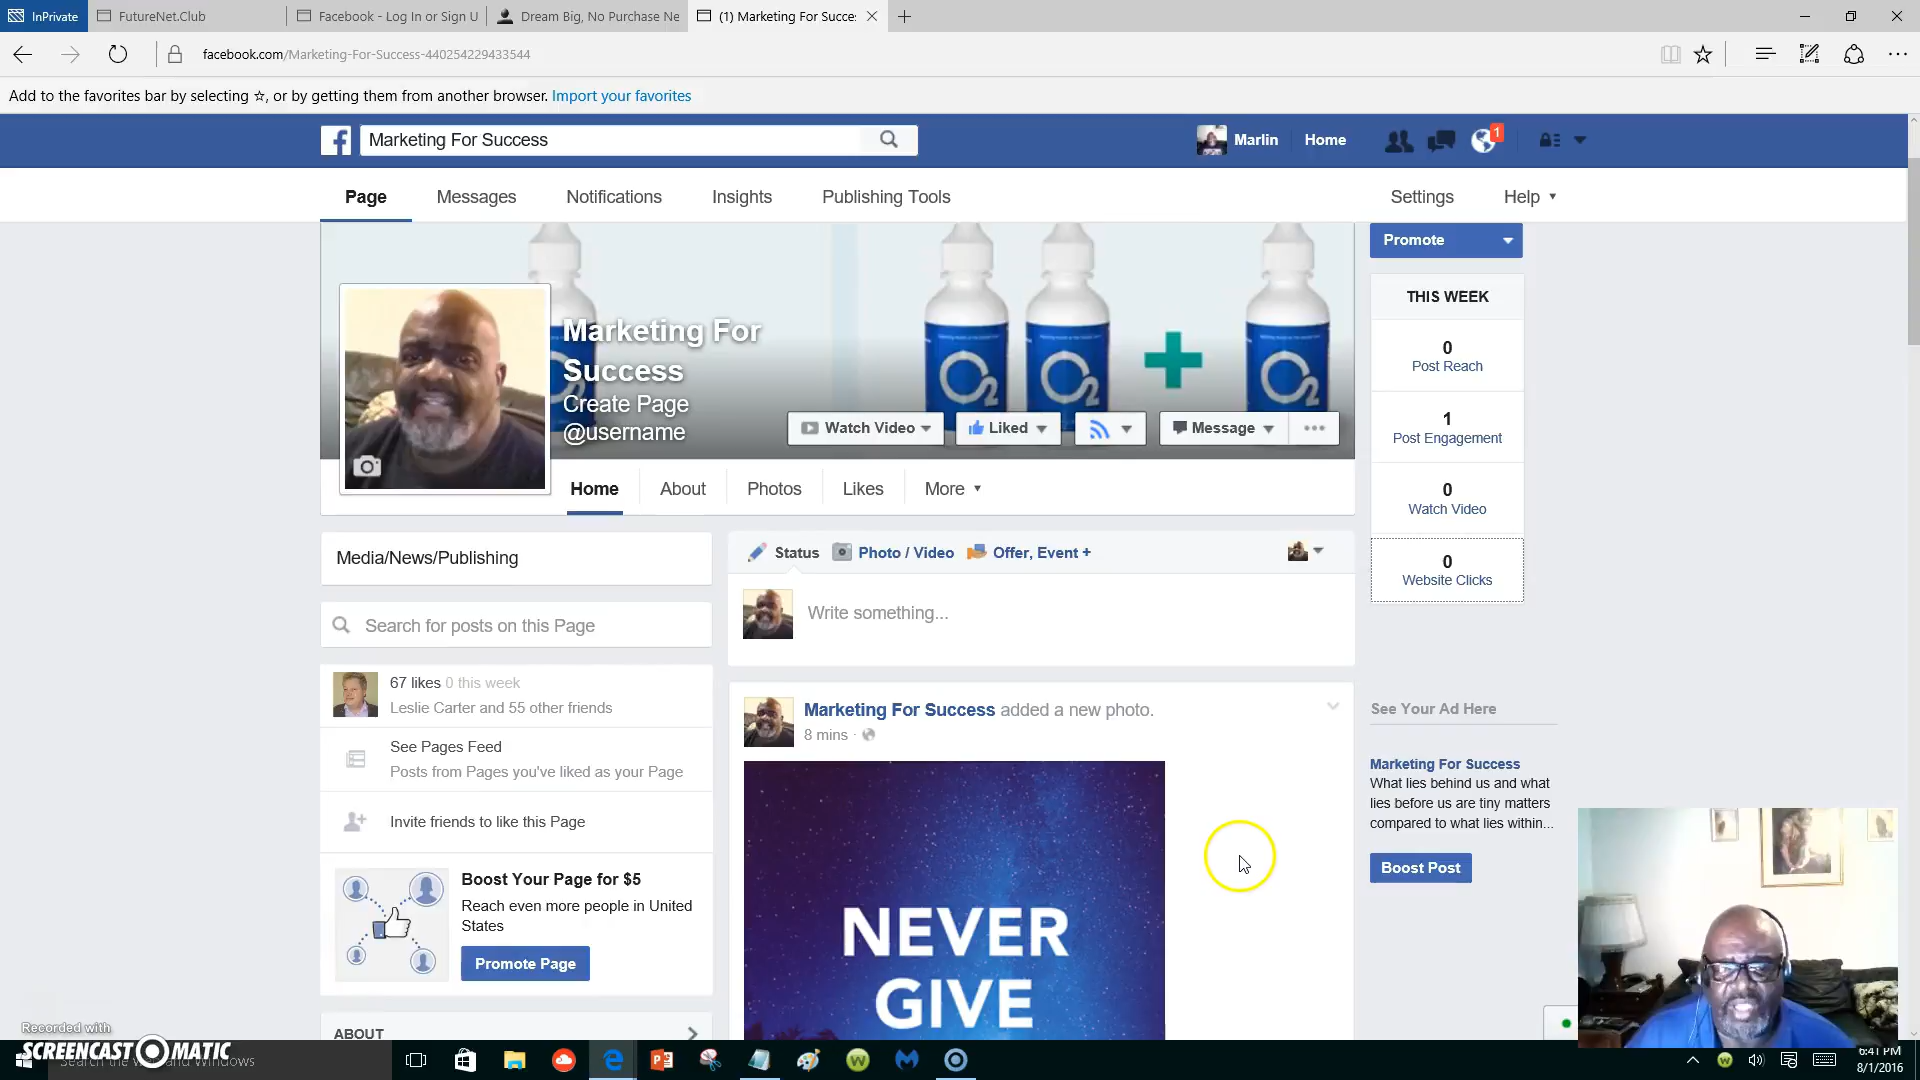 InPrivate
FutureNet.Club
Facebook - Log In or Sign U
Dream Big, No Purchase Ne
(1) Marketing For Succes
facebook.com/Marketing-For-Success-440254229433544
Add to the favorites bar by selecting ☆, or by getting them from another browser. Import your favorites
Marketing For Success
Marlin
Home
1
Page
Messages
Notifications
Insights
Publishing Tools
Settings
Help
Marketing For
Success
Create Page
@username
O2
O2
O2
Watch Video
Liked
Message
Promote
THIS WEEK
0
Post Reach
1
Post Engagement
0
Watch Video
0
Website Clicks
Home
About
Photos
Likes
More
Media/News/Publishing
Search for posts on this Page
67 likes 0 this week
Leslie Carter and 55 other friends
See Pages Feed
Posts from Pages you've liked as your Page
Invite friends to like this Page
Boost Your Page for $5
Reach even more people in United
States
Promote Page
ABOUT
Status
Photo / Video
Offer, Event +
Write something...
Marketing For Success added a new photo.
8 mins
NEVER
GIVE
See Your Ad Here
Marketing For Success
What lies behind us and what
lies before us are tiny matters
compared to what lies within...
Boost Post
Recorded with
SCREENCAST-O-MATIC
6:41 PM
8/1/2016